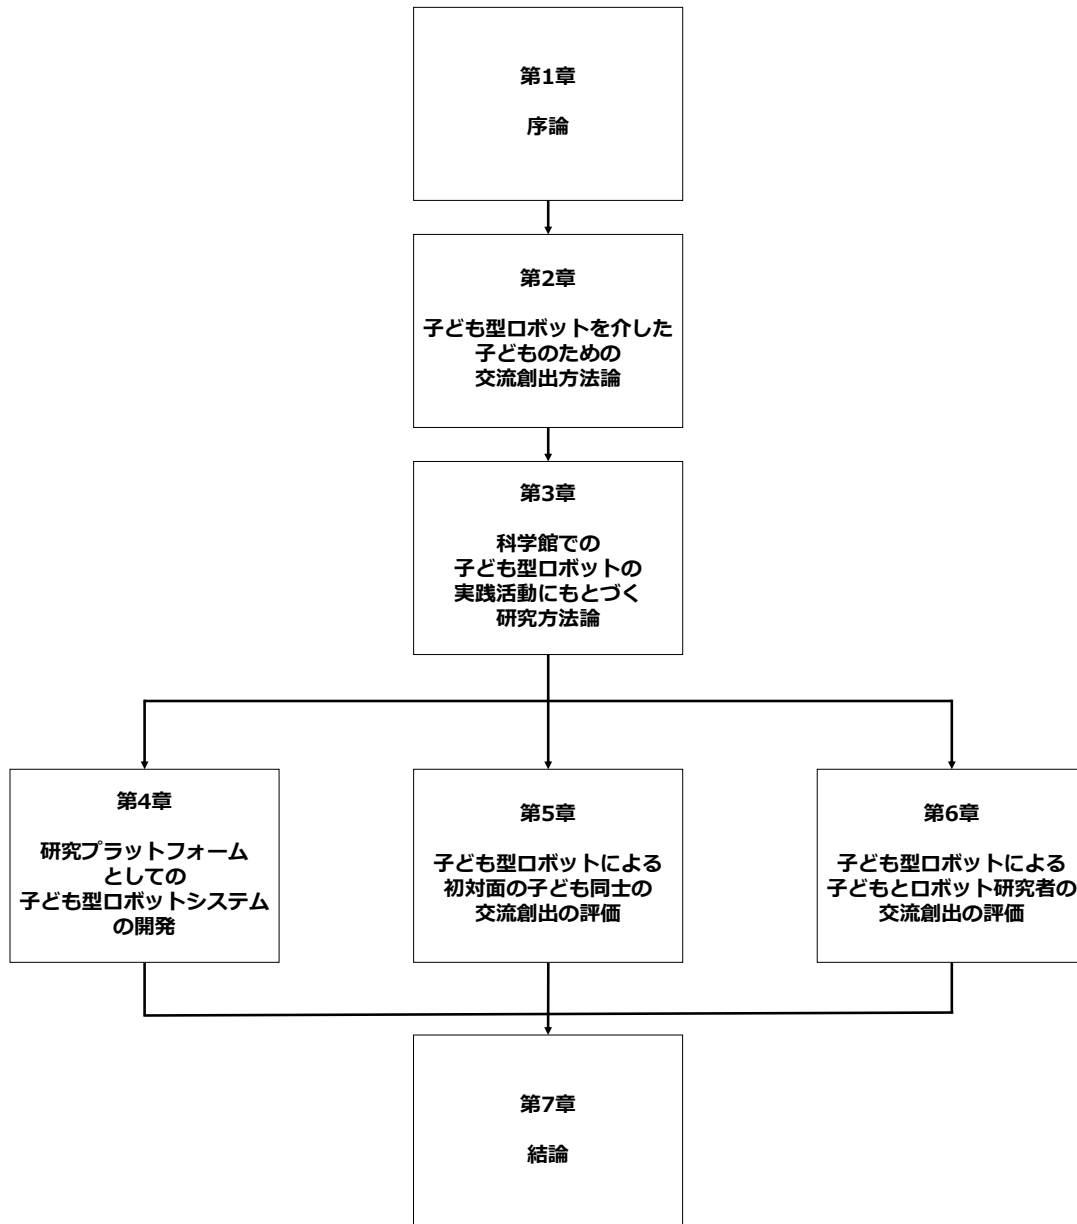 第1章
序論
第2章
子ども型ロボットを介した
子どものための
交流創出方法論
第3章
科学館での
子ども型ロボットの
実践活動にもとづく
研究方法論
第4章
研究プラットフォーム
としての
子ども型ロボットシステム
の開発
第5章
子ども型ロボットによる
初対面の子ども同士の
交流創出の評価
第6章
子ども型ロボットによる
子どもとロボット研究者の
交流創出の評価
第7章
結論